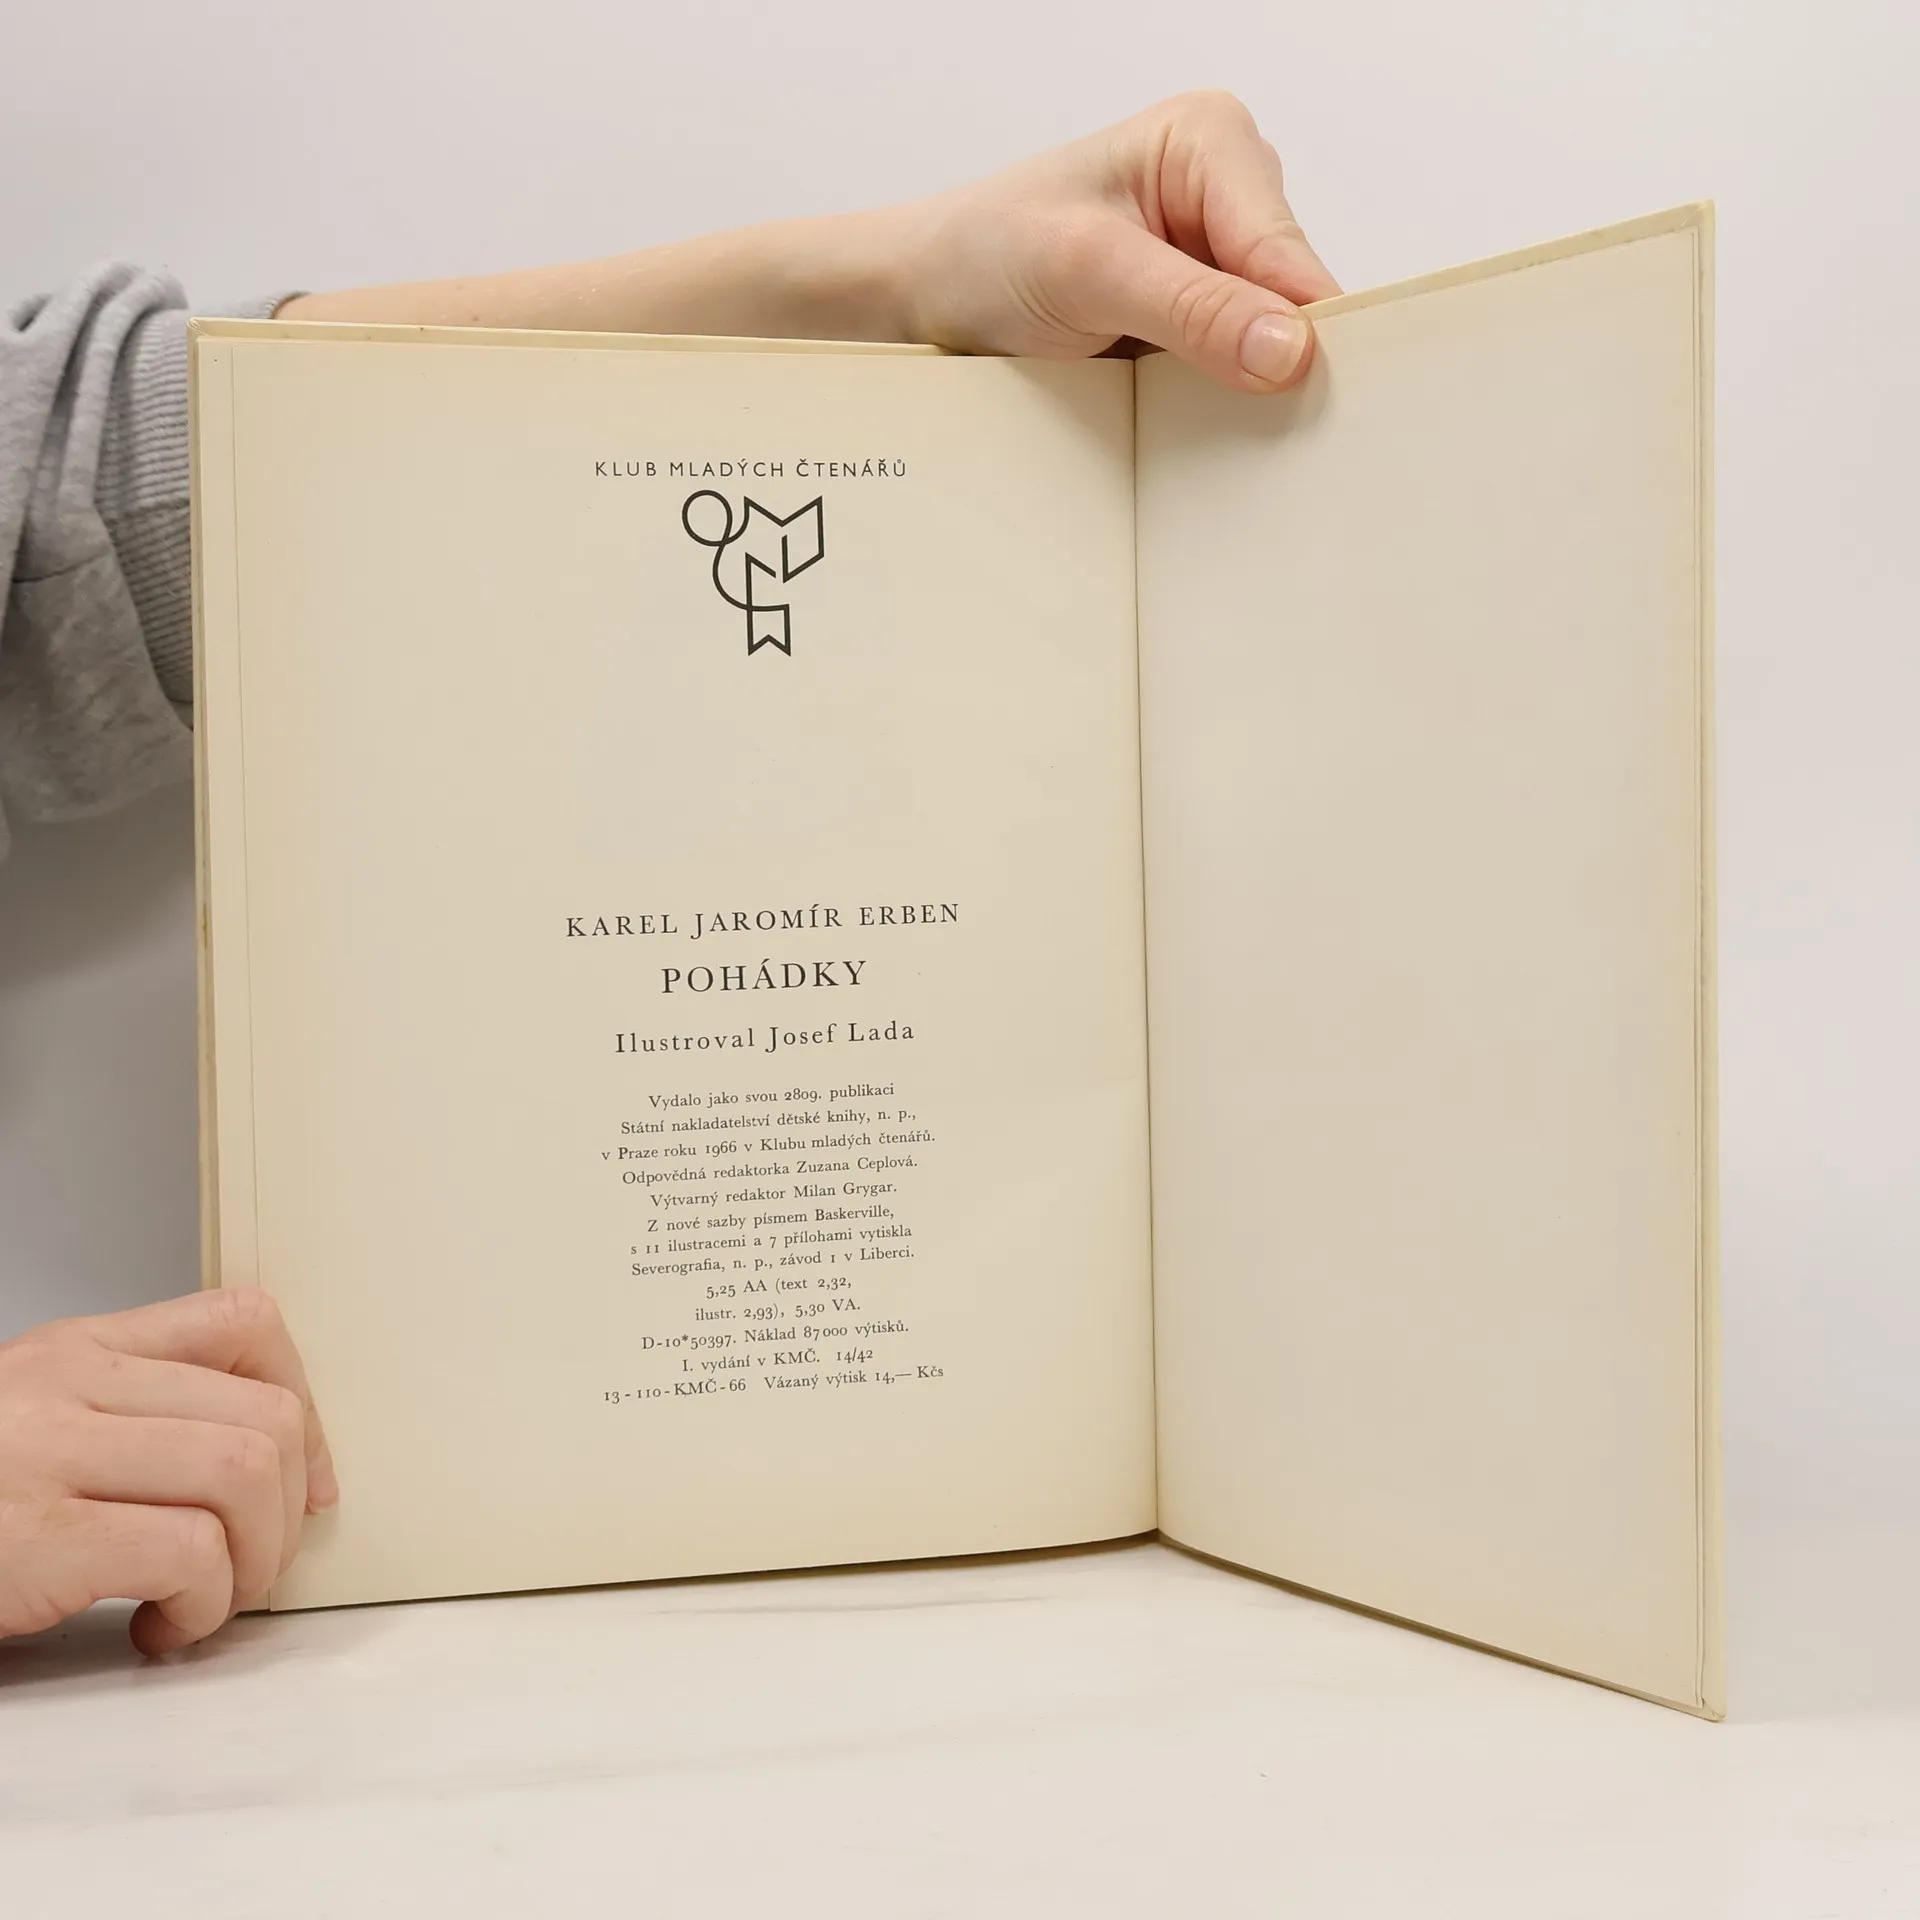 KLUB MLADÝCH ČTENÁŘŮ
KAREL JAROMÍR ERBEN
POHÁDKY
Ilustroval Josef Lada
Vydalo jako svou 2809. publikaci
Státní nakladatelství dětské knihy, n. p.,
v Praze roku 1966 v Klubu mladých čtenářů.
Odpovědná redaktorka Zuzana Ceplová.
Výtvarný redaktor Milan Grygar.
Z nové sazby písmem Baskerville,
s 11 ilustracemi a 7 přílohami vytiskla
Severografia, n. p., závod 1 v Liberci.
5,25 AA (text 2,32,
ilustr. 2,93), 5,30 VA.
D-10*50397. Náklad 87000 výtisků.
I. vydání v KMČ. 14/42
13 - 110 - KMČ - 66 Vázaný výtisk 14,— Kčs